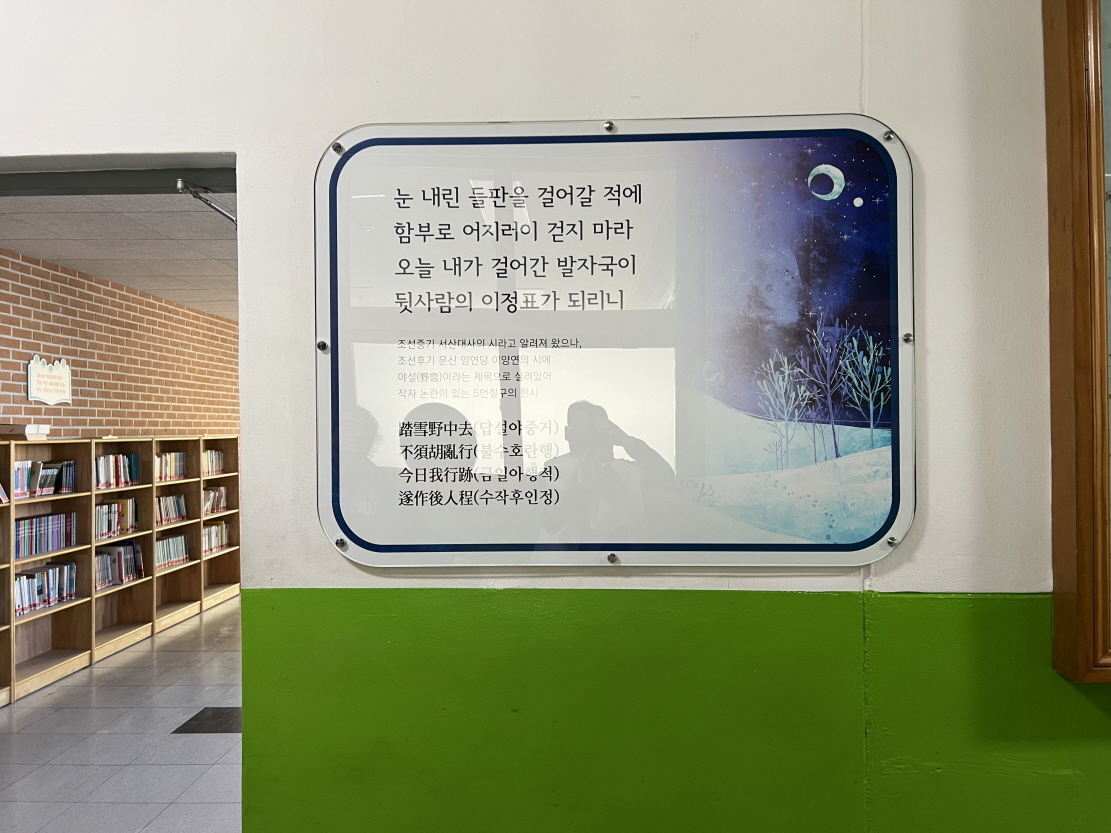 눈 내린 들판을 걸어갈 적에
함부로 어지러이 걷지 마라
오늘 내가 걸어간 발자국이
뒷사람의 이정표가 되리니
조선중기 서산대사의 시라고 알려져 왔으나,
조선후기 문신 임연당 이양연의 시에
야설(野雪)이라는 제목으로 실려있어
작자 논란이 있는 5언절구의 한시
踏雪野中去(답설야중거)
不須胡亂行(불수호란행)
今日我行跡(금일아행적)
遂作後人程(수작후인정)